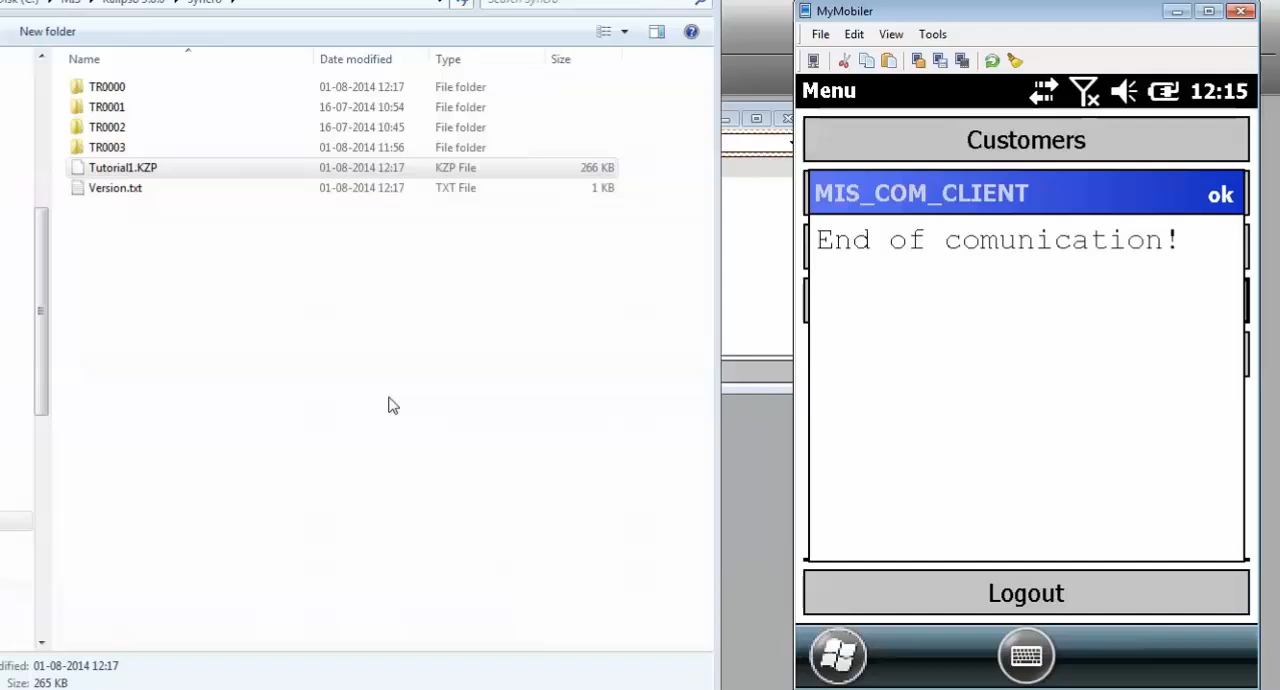 New folder
Name
Date modified
Type
Size
TR0000
01-08-2014 12:17
File folder
TR0001
16-07-2014 10:54
File folder
TR0002
16-07-2014 10:45
File folder
TR0003
01-08-2014 11:56
File folder
Tutorial1.KZP
01-08-2014 12:17
KZP File
266 KB
Version.txt
01-08-2014 12:17
TXT File
1 KB
dified: 01-08-2014 12:17
Size: 265 KB
MyMobiler
File
Edit
View
Tools
Menu
12:15
Customers
MIS_COM_CLIENT
ok
End of comunication!
Logout